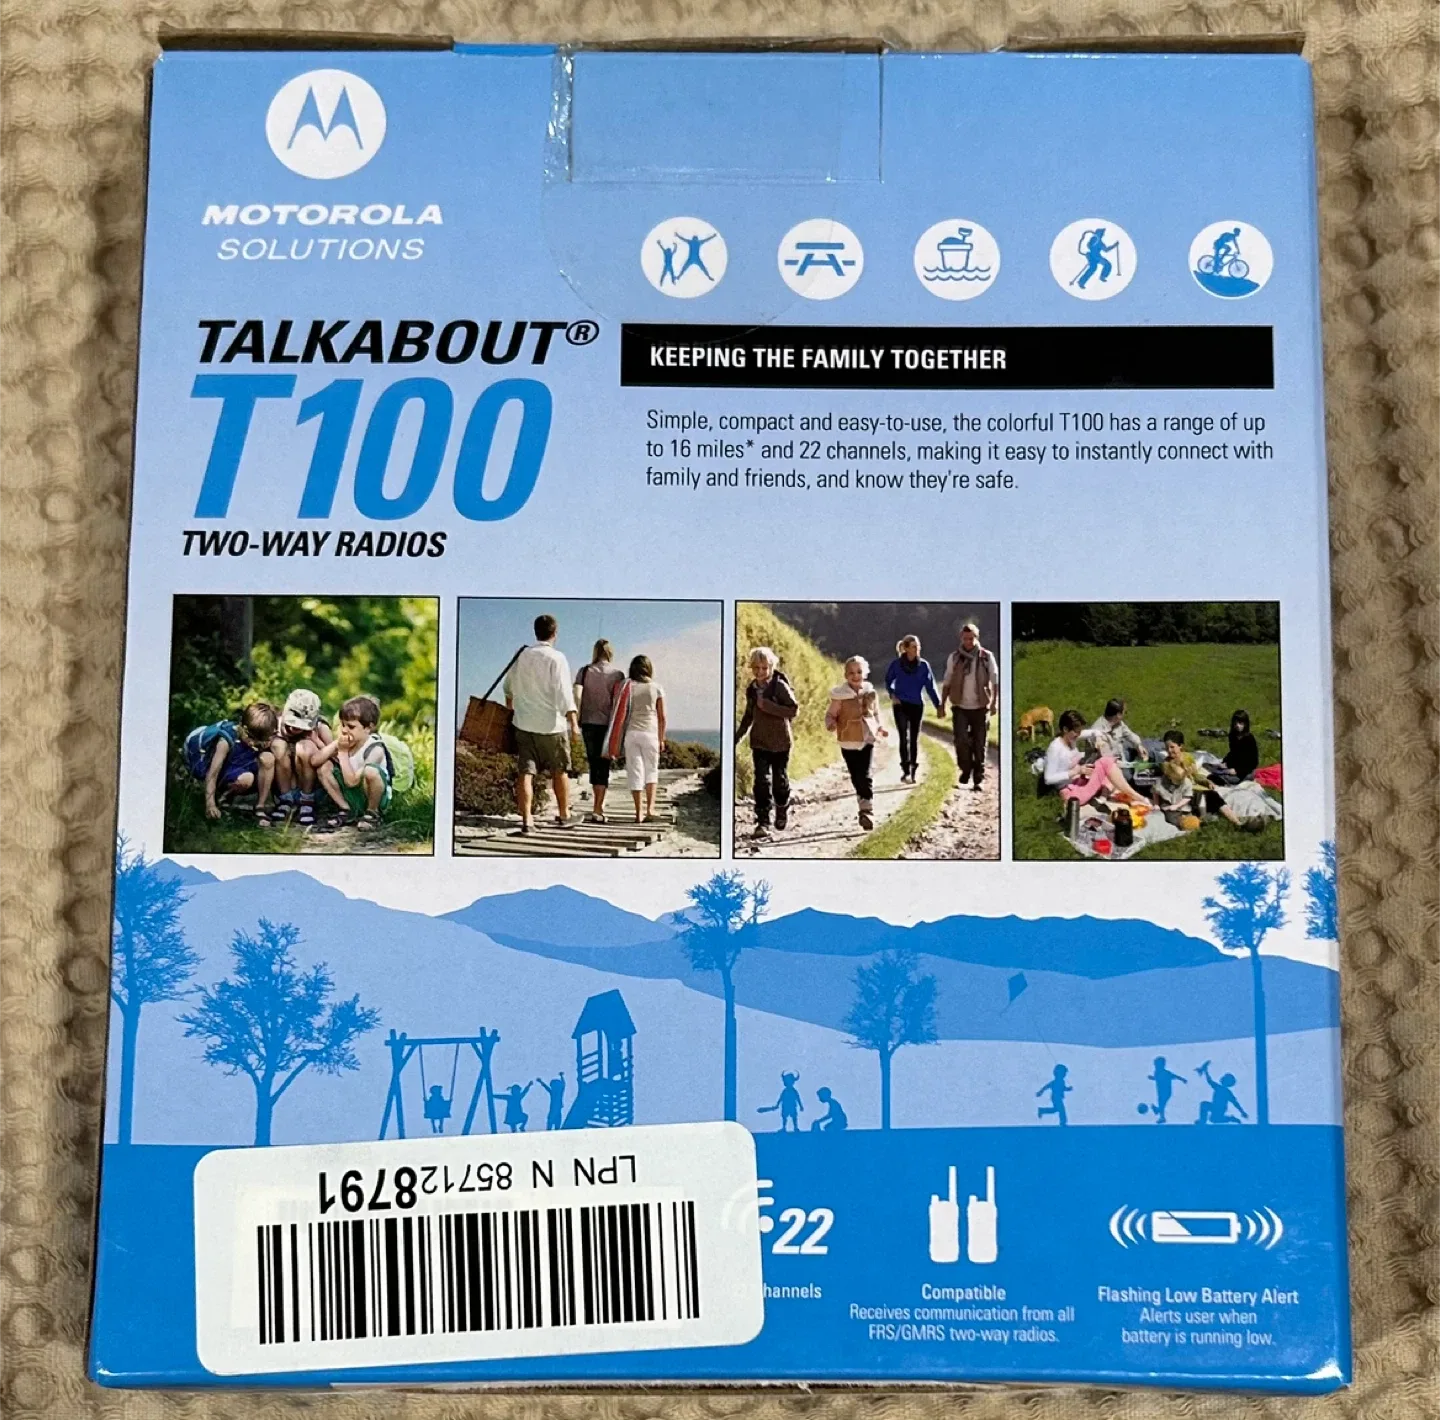 MOTOROLA
SOLUTIONS
TALKABOUT®
T100
TWO-WAY RADIOS
KEEPING THE FAMILY TOGETHER
Simple, compact and easy-to-use, the colorful T100 has a range of up
to 16 miles* and 22 channels, making it easy to instantly connect with
family and friends, and know they're safe.
LPN N 857128791
22
hannels
Compatible
Receives communication from all
FRS/GMRS two-way radios.
Flashing Low Battery Alert
Alerts user when
battery is running low.